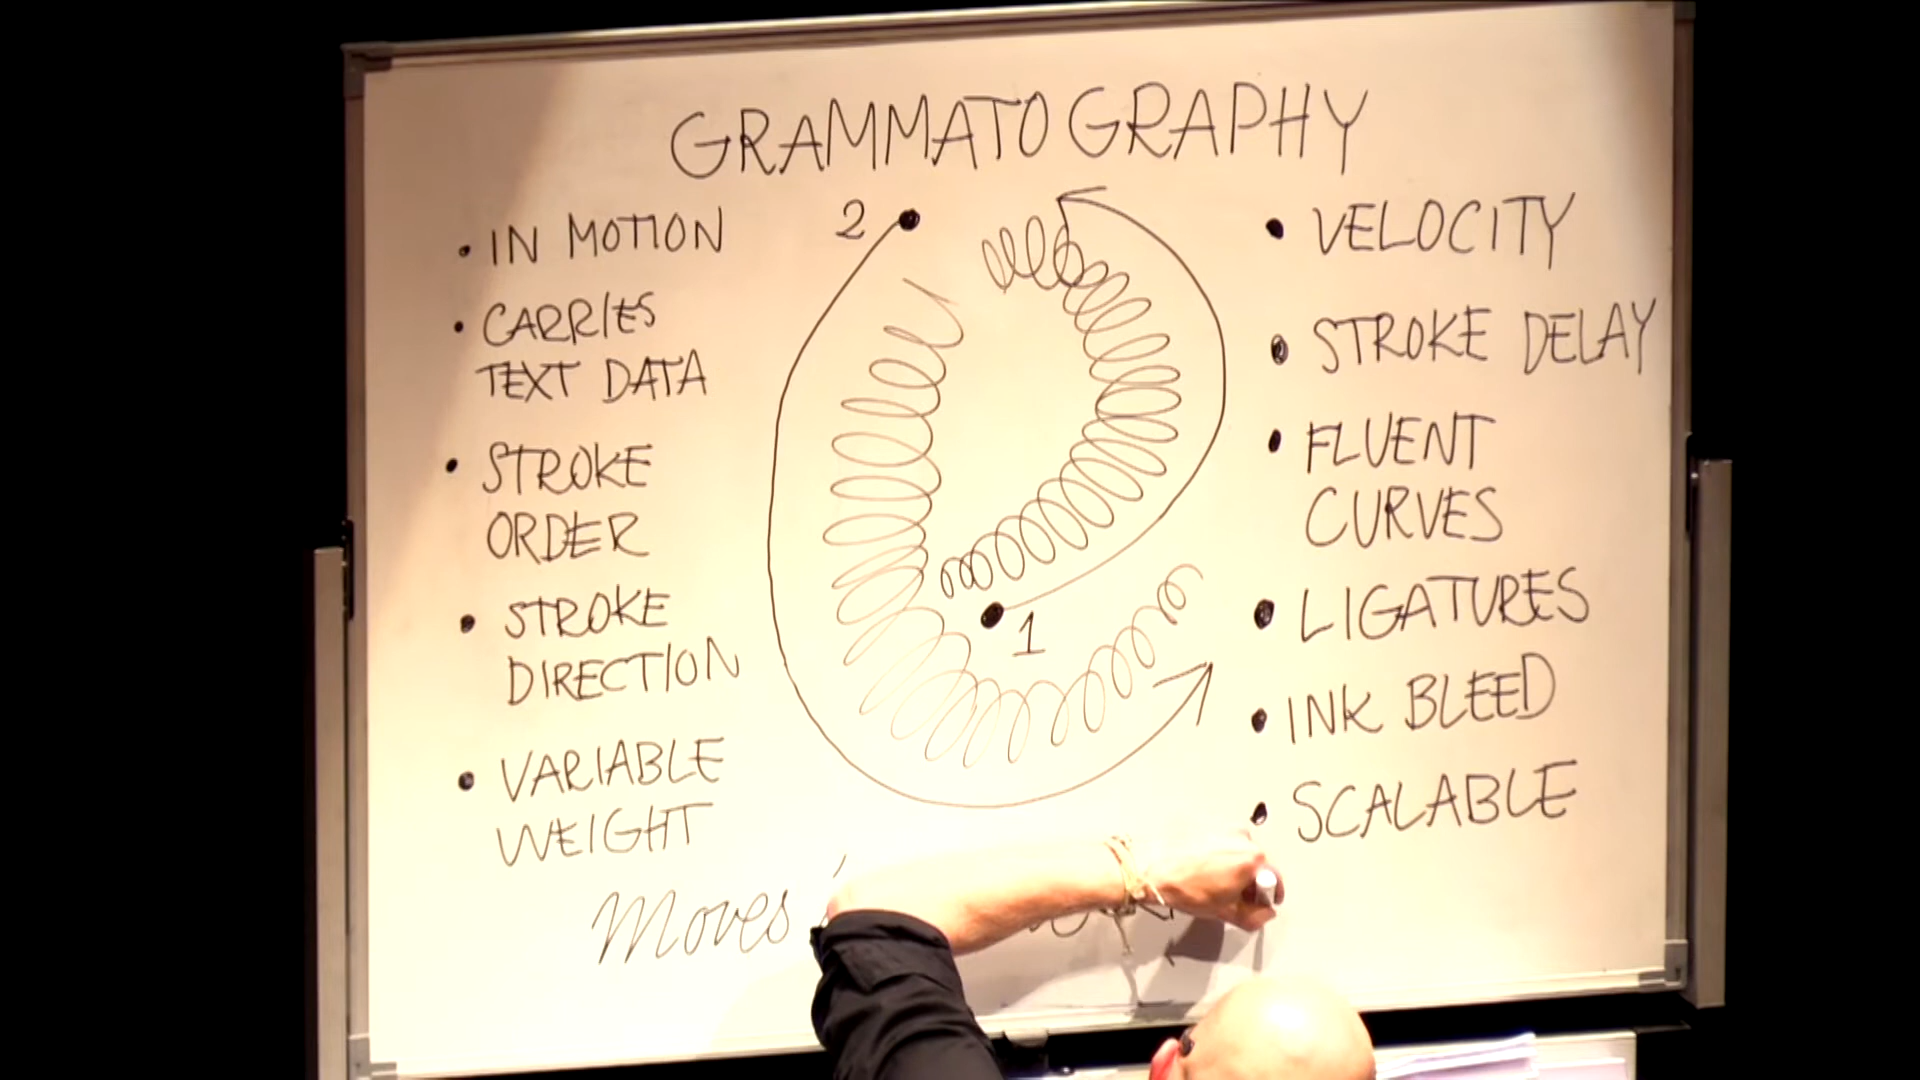 GRAMMATOGRAPHY
• IN MOTION
• CARRIES
TEXT DATA
• STROKE
ORDER
• STROKE
DIRECTION
• VARIABLE
WEIGHT
2
1
• VELOCITY
• STROKE DELAY
• FLUENT
CURVES
• LIGATURES
• INK BLEED
• SCALABLE
Moves